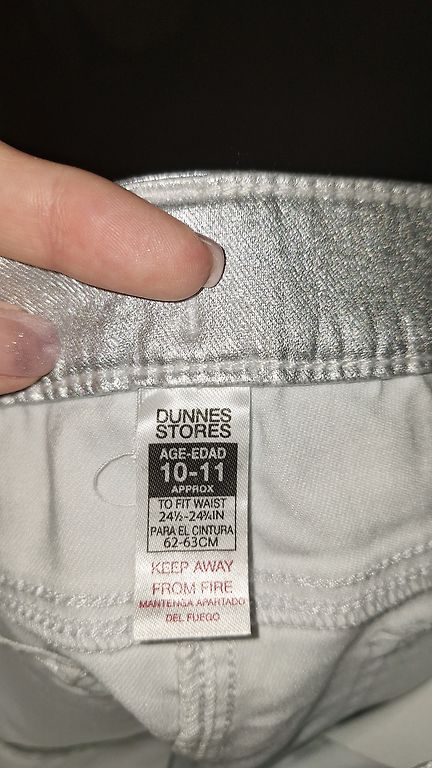 DUNNES
STORES
AGE-EDAD
10-11
APPROX
TO FIT WAIST
24½-24¾IN
PARA EL CINTURA
62-63CM
KEEP AWAY
FROM FIRE
MANTENGA APARTADO
DEL FUEGO